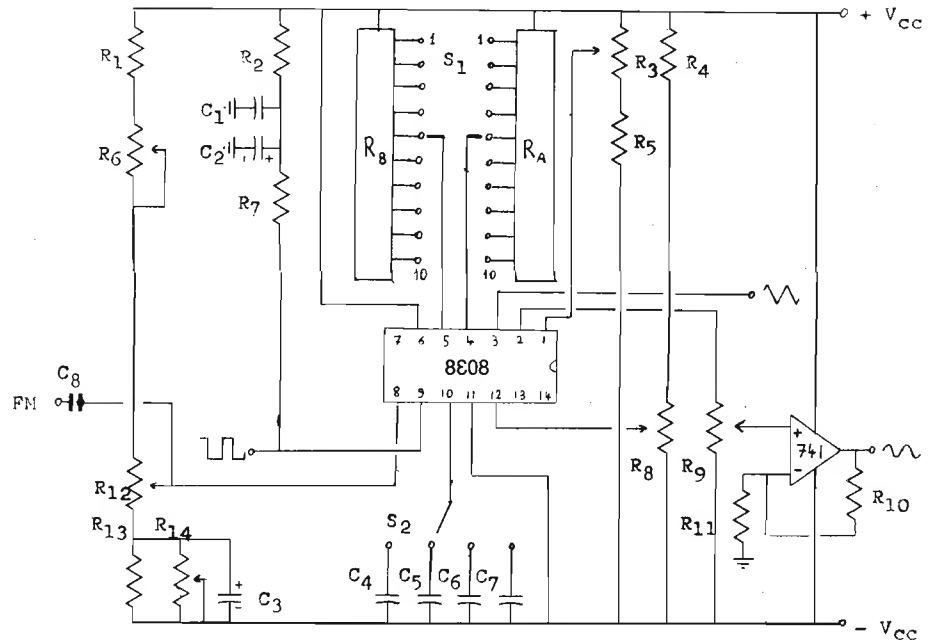 + Vcc
R1
R2
1
S1
1
R3
R4
C1
R6
C2
- +
RB
RA
R5
R7
10
10
7 6 5 4 3 2 1
8038
8 9 10 11 12 13 14
C8
FM
R12
R8
R9
+
741
-
R10
R13
R14
S2
R11
+
C3
-
C4
C5
C6
C7
- Vcc